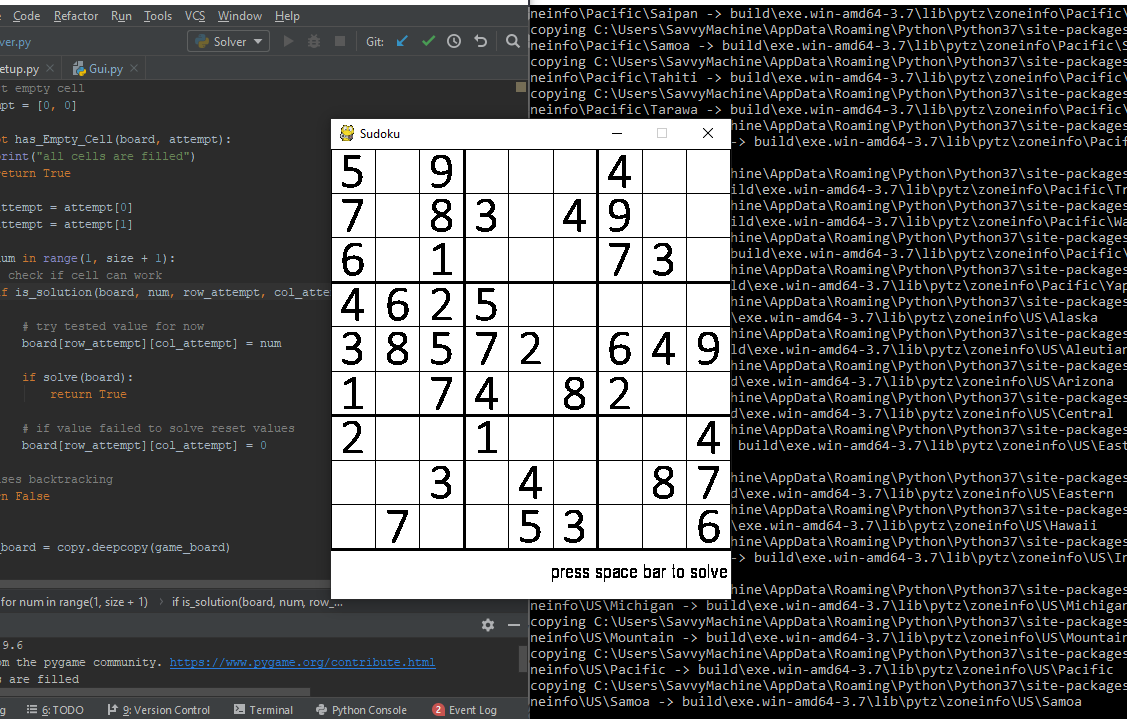 Code Refactor Run Tools VCS Window Help
ver.py
Solver
Git:
etup.py
Gui.py
t empty cell
pt = [0, 0]
ot has_Empty_Cell(board, attempt):
print("all cells are filled")
return True
attempt = attempt[0]
attempt = attempt[1]
num in range(1, size + 1):
check if cell can work
if is_solution(board, num, row_attempt, col_atte
# try tested value for now
board[row_attempt][col_attempt] = num
if solve(board):
return True
# if value failed to solve reset values
board[row_attempt][col_attempt] = 0
ses backtracking
n False
_board = copy.deepcopy(game_board)
for num in range(1, size + 1)
if is_solution(board, num, row_...
9.6
om the pygame community. https://www.pygame.org/contribute.html
s are filled
6:TODO
9: Version Control
Terminal
Python Console
2 Event Log
Sudoku
5 9 4
7 8 3 4 9
6 1 7 3
4 6 2 5
3 8 5 7 2 6 4 9
1 7 4 8 2
2 1 4
3 4 8 7
7 5 3 6
press space bar to solve
neinfo\Pacific\Saipan -> build\exe.win-amd64-3.7\lib\pytz\zoneinfo\Pacific\
copying C:\Users\SavvyMachine\AppData\Roaming\Python\Python37\site-packages
neinfo\Pacific\Samoa -> build\exe.win-amd64-3.7\lib\pytz\zoneinfo\Pacific\S
copying C:\Users\SavvyMachine\AppData\Roaming\Python\Python37\site-packages
neinfo\Pacific\Tahiti -> build\exe.win-amd64-3.7\lib\pytz\zoneinfo\Pacific\
copying C:\Users\SavvyMachine\AppData\Roaming\Python\Python37\site-packages
neinfo\Pacific\Tarawa -> build\exe.win-amd64-3.7\lib\pytz\zoneinfo\Pacific\
hine\AppData\Roaming\Python\Python37\site-packages
-> build\exe.win-amd64-3.7\lib\pytz\zoneinfo\Pacif
hine\AppData\Roaming\Python\Python37\site-packages
ild\exe.win-amd64-3.7\lib\pytz\zoneinfo\Pacific\Tr
hine\AppData\Roaming\Python\Python37\site-packages
ild\exe.win-amd64-3.7\lib\pytz\zoneinfo\Pacific\Wa
hine\AppData\Roaming\Python\Python37\site-packages
build\exe.win-amd64-3.7\lib\pytz\zoneinfo\Pacific\
hine\AppData\Roaming\Python\Python37\site-packages
d\exe.win-amd64-3.7\lib\pytz\zoneinfo\Pacific\Yap
hine\AppData\Roaming\Python\Python37\site-packages
exe.win-amd64-3.7\lib\pytz\zoneinfo\US\Alaska
hine\AppData\Roaming\Python\Python37\site-packages
d\exe.win-amd64-3.7\lib\pytz\zoneinfo\US\Aleutian
hine\AppData\Roaming\Python\Python37\site-packages
d\exe.win-amd64-3.7\lib\pytz\zoneinfo\US\Arizona
hine\AppData\Roaming\Python\Python37\site-packages
d\exe.win-amd64-3.7\lib\pytz\zoneinfo\US\Central
hine\AppData\Roaming\Python\Python37\site-packages
build\exe.win-amd64-3.7\lib\pytz\zoneinfo\US\East
hine\AppData\Roaming\Python\Python37\site-packages
d\exe.win-amd64-3.7\lib\pytz\zoneinfo\US\Eastern
hine\AppData\Roaming\Python\Python37\site-packages
exe.win-amd64-3.7\lib\pytz\zoneinfo\US\Hawaii
hine\AppData\Roaming\Python\Python37\site-packages
-> build\exe.win-amd64-3.7\lib\pytz\zoneinfo\US\In
hine\AppData\Roaming\Python\Python37\site-packages
neinfo\US\Michigan -> build\exe.win-amd64-3.7\lib\pytz\zoneinfo\US\Michigan
copying C:\Users\SavvyMachine\AppData\Roaming\Python\Python37\site-packages
neinfo\US\Mountain -> build\exe.win-amd64-3.7\lib\pytz\zoneinfo\US\Mountain
copying C:\Users\SavvyMachine\AppData\Roaming\Python\Python37\site-packages
neinfo\US\Pacific -> build\exe.win-amd64-3.7\lib\pytz\zoneinfo\US\Pacific
copying C:\Users\SavvyMachine\AppData\Roaming\Python\Python37\site-packages
neinfo\US\Samoa -> build\exe.win-amd64-3.7\lib\pytz\zoneinfo\US\Samoa